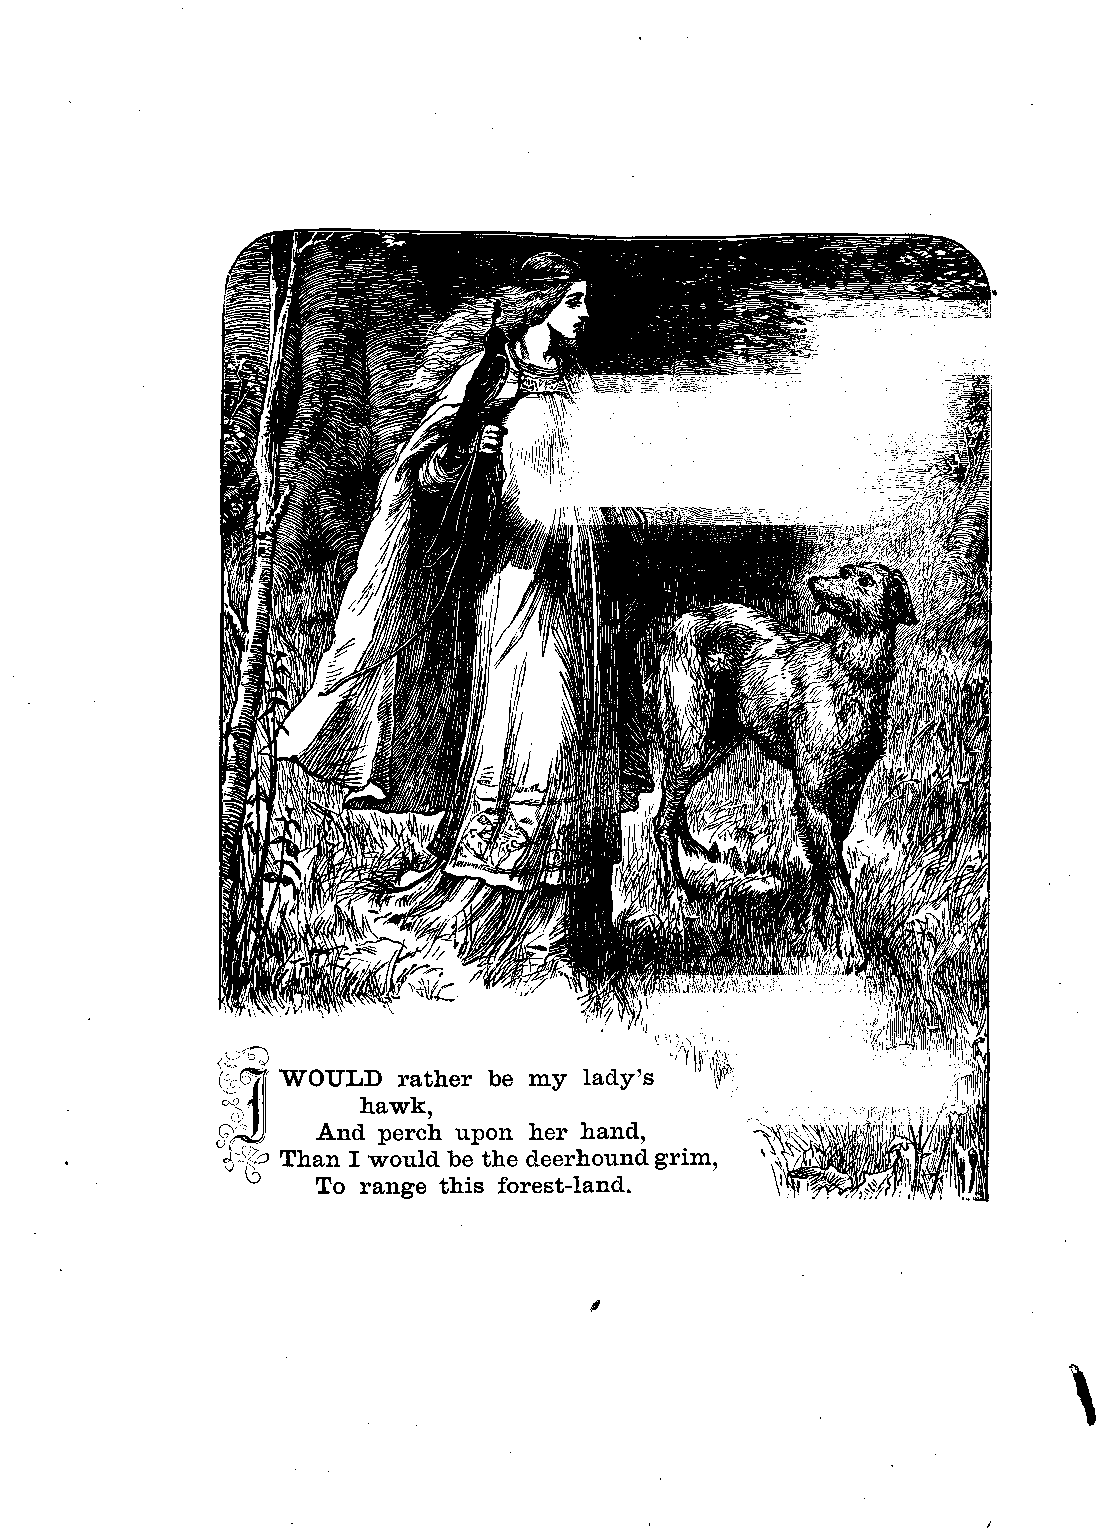 I WOULD rather be my lady's
hawk,
And perch upon her hand,
Than I would be the deerhound grim,
To range this forest-land.